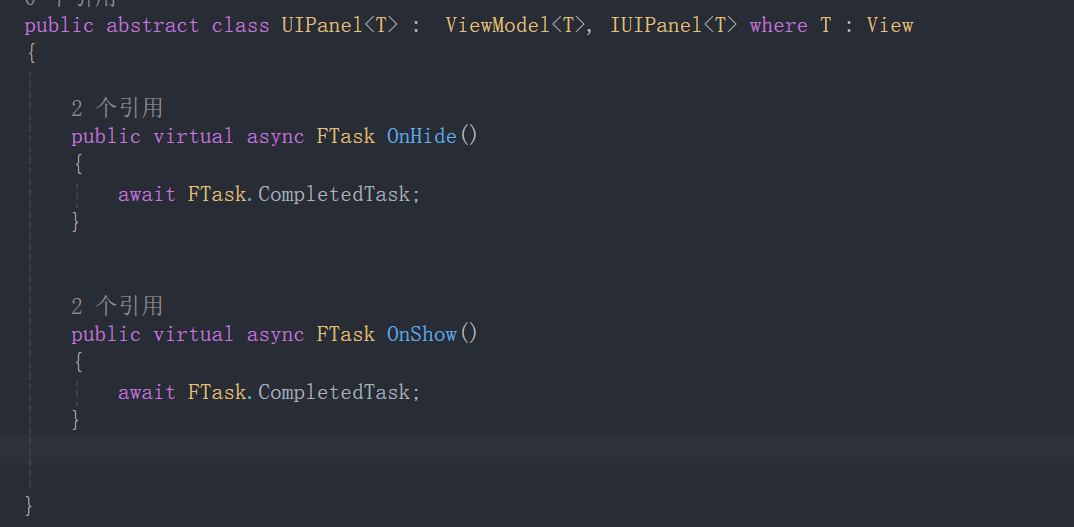 public abstract class UIPanel<T> :  ViewModel<T>, IUIPanel<T> where T : View
{
2 个引用
public virtual async FTask OnHide()
{
await FTask.CompletedTask;
}
2 个引用
public virtual async FTask OnShow()
{
await FTask.CompletedTask;
}
}